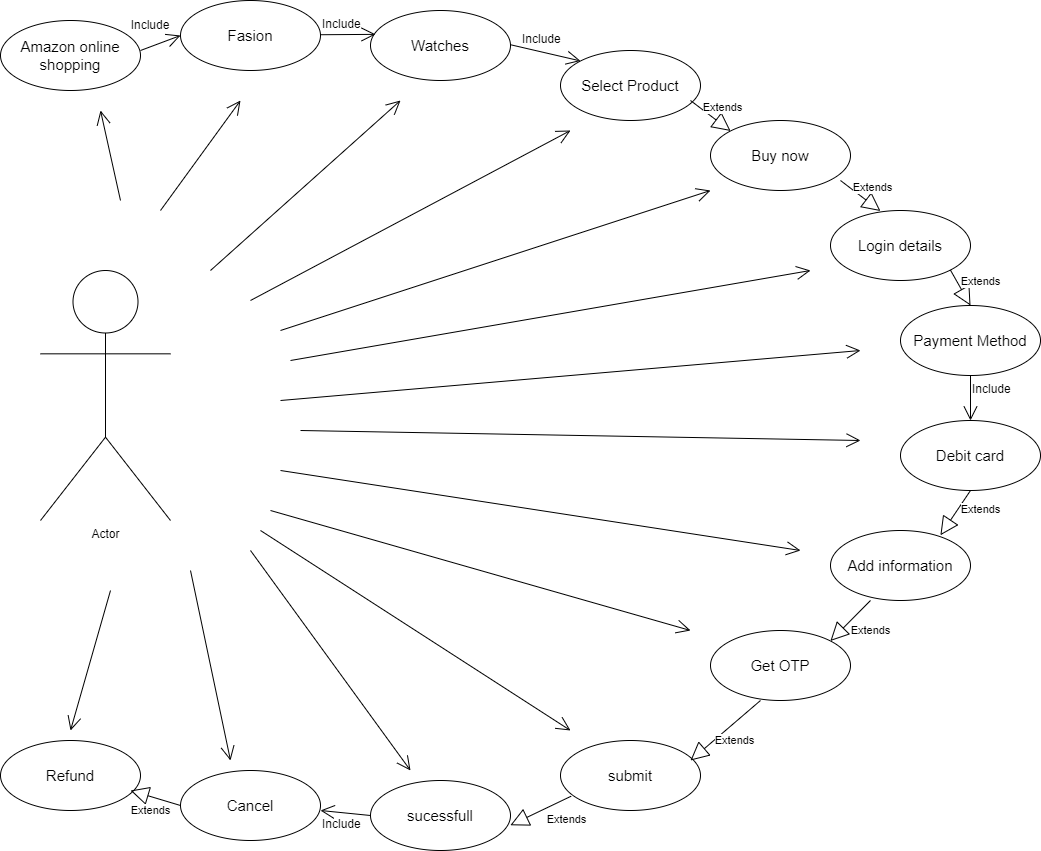 Include
Include
Fasion
Include
Amazon online
shopping
Watches
Select Product
Extends
Buy now
Extends
Login details
Extends
Payment Method
Include
Debit card
Extends
Actor
Add information
Extends
Get OTP
Extends
Refund
submit
Cancel
Extends
Include
sucessfull
Extends